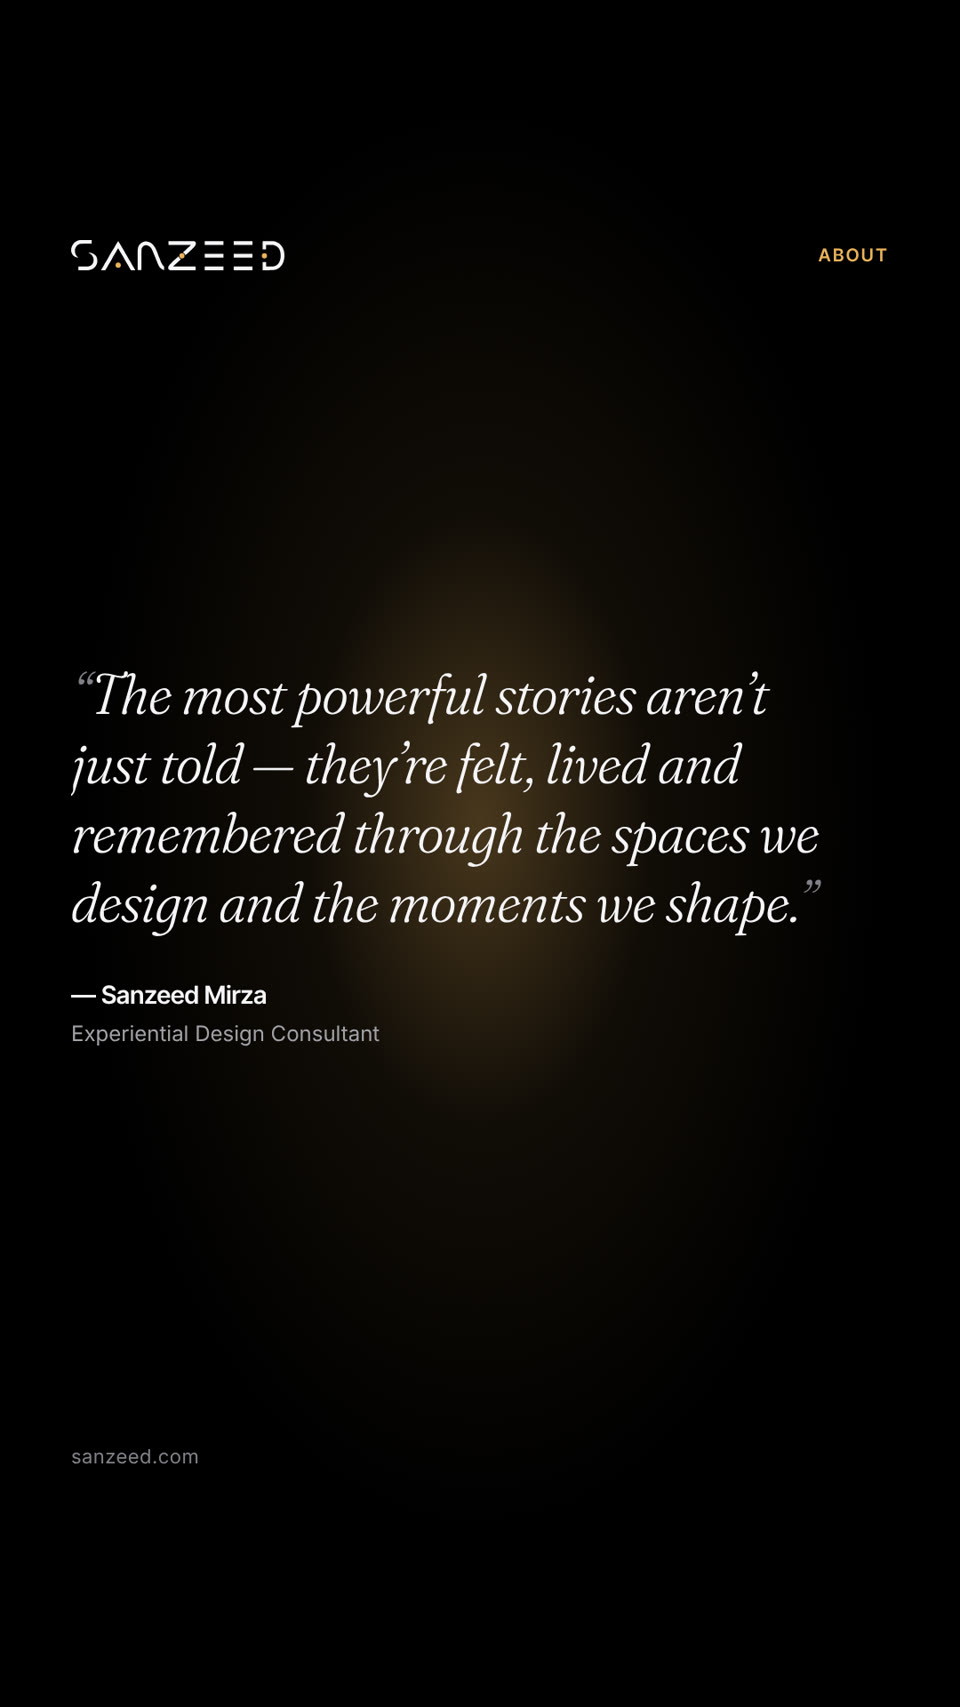 SANZEED
ABOUT
“The most powerful stories aren’t
just told — they’re felt, lived and
remembered through the spaces we
design and the moments we shape.”
— Sanzeed Mirza
Experiential Design Consultant
sanzeed.com